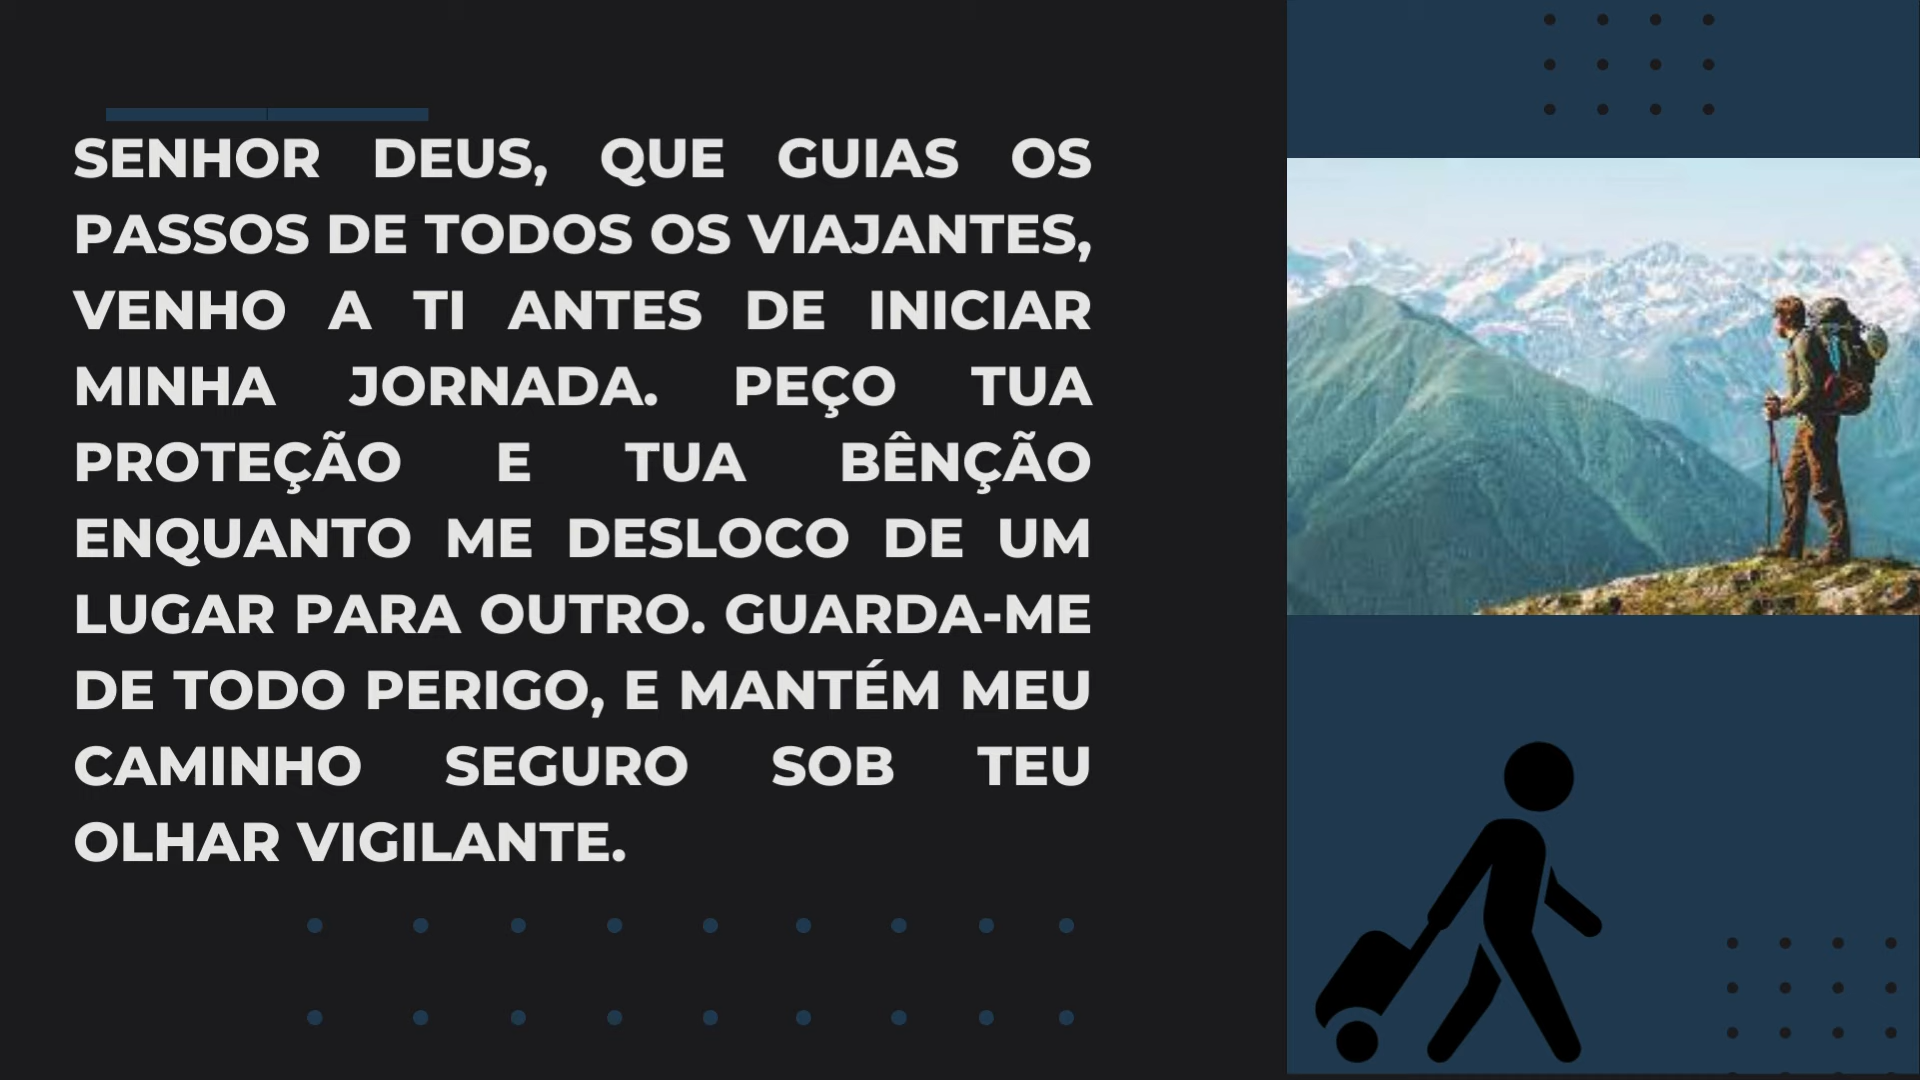 SENHOR DEUS, QUE GUIAS OS
PASSOS DE TODOS OS VIAJANTES,
VENHO A TI ANTES DE INICIAR
MINHA JORNADA. PEÇO TUA
PROTEÇÃO E TUA BÊNÇÃO
ENQUANTO ME DESLOCO DE UM
LUGAR PARA OUTRO. GUARDA-ME
DE TODO PERIGO, E MANTÉM MEU
CAMINHO SEGURO SOB TEU
OLHAR VIGILANTE.